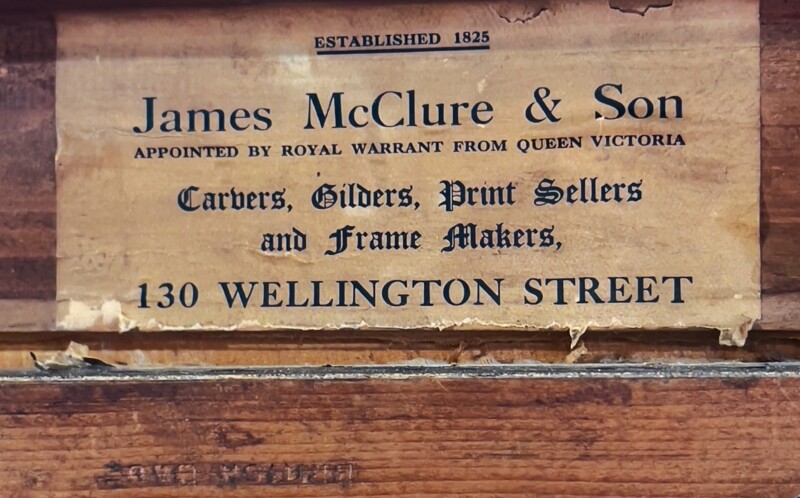 ESTABLISHED 1825
James McClure & Son
APPOINTED BY ROYAL WARRANT FROM QUEEN VICTORIA
Carvers, Gilders, Print Sellers
and Frame Makers,
130 WELLINGTON STREET